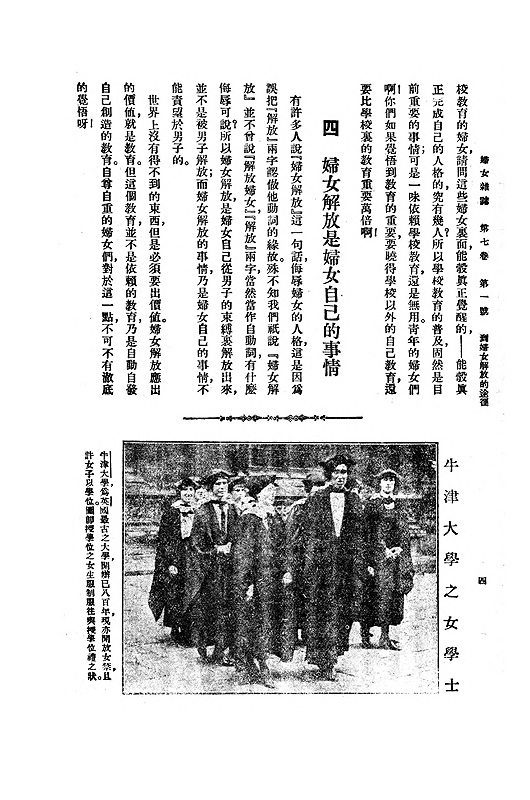 婦女雜誌　第七卷　第一號　到婦女解放的途徑
四
校教育的婦女，請問這些婦女裏面，能彀眞正覺醒的——能彀眞
正完成自己的人格的，究有幾人？所以學校教育的普及，固然是目
前重要的事情；可是一味依賴學校教育，還是無用。靑年的婦女們
啊！你們如果覺悟到教育的重要，要曉得學校以外的自己教育，還
要比學校裏的教育重要萬倍啊！
四　婦女解放是婦女自己的事情
有許多人說『婦女解放』這一句話，侮辱婦女的人格，這是因爲
誤把『解放』兩字認做他動詞的緣故。殊不知我們祇說『婦女解
放』，並不曾說『解放婦女』，『解放』兩字，當然當作自動詞，有什麼
侮辱可說？所以婦女解放，是婦女自己從男子的束縛裏解放出來，
並不是被男子解放；而婦女解放的事情，乃是婦女自己的事情，不
能責望於男子的。
世界上沒有得不到的東西，但是必須要出價値。婦女解放應出
的價値，就是教育。但這個教育，並不是依賴的教育，乃是自動自發
自己創造的教育。自尊自重的婦女們，對於這一點，不可不有徹底
的覺悟呀！
牛津大學之女學士
牛津大學，爲英國最古之大學，開辦已八百年，現亦開放女禁，且
許女子以學位。圖卽授學位之女生服制服往與授學位禮之狀。